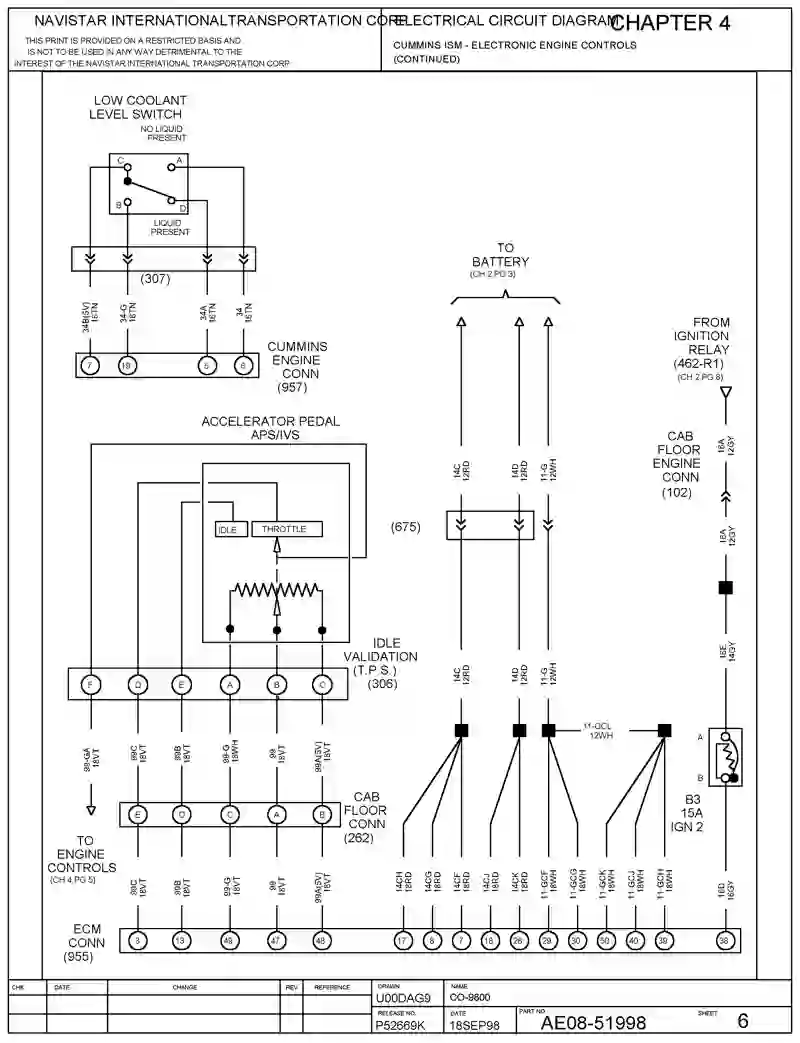 NAVISTAR INTERNATIONALTRANSPORTATION CORP
THIS PRINT IS PROVIDED ON A RESTRICTED BASIS AND
IS NOT TO BE USED IN ANY WAY DETRIMENTAL TO THE
INTEREST OF THE NAVISTAR INTERNATIONAL TRANSPORTATION CORP
ELECTRICAL CIRCUIT DIAGRAM
CHAPTER 4
CUMMINS ISM - ELECTRONIC ENGINE CONTROLS
(CONTINUED)
LOW COOLANT
LEVEL SWITCH
NO LIQUID
PRESENT
C
A
B
D
LIQUID
PRESENT
(307)
34B(5V)
16TN
34-G
16TN
34A
16TN
34
16TN
7
19
5
6
CUMMINS
ENGINE
CONN
(957)
TO
BATTERY
(CH 2,PG 3)
FROM
IGNITION
RELAY
(462-R1)
(CH 2,PG 8)
ACCELERATOR PEDAL
APS/IVS
IDLE
THROTTLE
CAB
FLOOR
ENGINE
CONN
(102)
16A
12GY
16A
12GY
16E
14GY
14C
12RD
14D
12RD
11-G
12WH
(675)
14C
12RD
14D
12RD
11-G
12WH
IDLE
VALIDATION
(T.P.S.)
(306)
F
D
E
A
B
C
99-GA
18VT
99C
18VT
99B
18VT
99-G
18WH
99
18VT
99A(5V)
18VT
11-GCL
12WH
A
B
B3
15A
IGN 2
E
D
C
A
B
CAB
FLOOR
CONN
(262)
TO
ENGINE
CONTROLS
(CH 4,PG 5)
99C
18VT
99B
18VT
99-G
18VT
99
18VT
99A(5V)
18VT
14CH
18RD
14CG
18RD
14CF
18RD
14CJ
18RD
14CK
18RD
11-GCF
18WH
11-GCG
18WH
11-GCK
18WH
11-GCJ
18WH
11-GCH
18WH
16D
16GY
ECM
CONN
(955)
3
13
49
47
48
17
8
7
18
28
29
30
50
40
39
38
CHK
DATE
CHANGE
REV
REFERENCE
DRAWN
U00DAG9
NAME
CO-9800
RELEASE NO.
P52669K
DATE
18SEP98
PART NO.
AE08-51998
SHEET
6